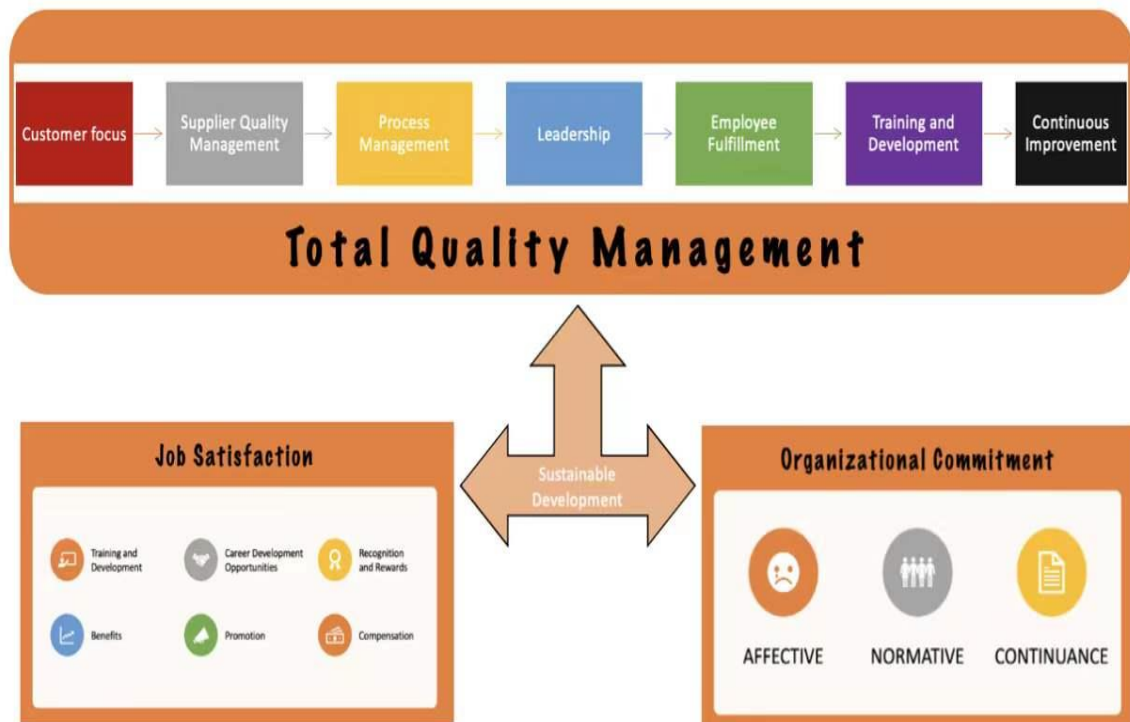 Customer focus
Supplier Quality
Management
Process
Management
Leadership
Employee
Fulfillment
Training and
Development
Continuous
Improvement
Total Quality Management
Sustainable
Development
Job Satisfaction
Training and
Development
Career Development
Opportunities
Recognition
and Rewards
Benefits
Promotion
Compensation
Organizational Commitment
AFFECTIVE
NORMATIVE
CONTINUANCE